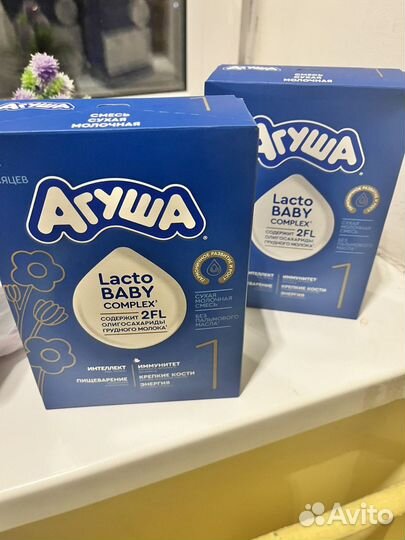 СМЕСЬ
СУХАЯ
МОЛОЧНАЯ
1
АГУША
Lacto
BABY
COMPLEX
СОДЕРЖИТ 2FL
ОЛИГОСАХАРИДЫ
ГРУДНОГО МОЛОКА
СУХАЯ
МОЛОЧНАЯ СМЕСЬ
БЕЗ
ПАЛЬМОВОГО
МАСЛА
ИНТЕЛЛЕКТ
ИММУНИТЕТ
ПИЩЕВАРЕНИЕ
КРЕПКИЕ КОСТИ
ЭНЕРГИЯ
1
СМЕСЬ
СУХАЯ
МОЛОЧНАЯ
АГУША
Lacto
BABY
COMPLEX
СОДЕРЖИТ 2FL
ОЛИГОСАХАРИДЫ
ГРУДНОГО МОЛОКА
СУХАЯ
МОЛОЧНАЯ
СМЕСЬ
БЕЗ
ПАЛЬМОВОГО
МАСЛА
ИНТЕЛЛЕКТ
ИММУНИТЕТ
ПИЩЕВАРЕНИЕ
КРЕПКИЕ КОСТИ
ЭНЕРГИЯ
1
Avito